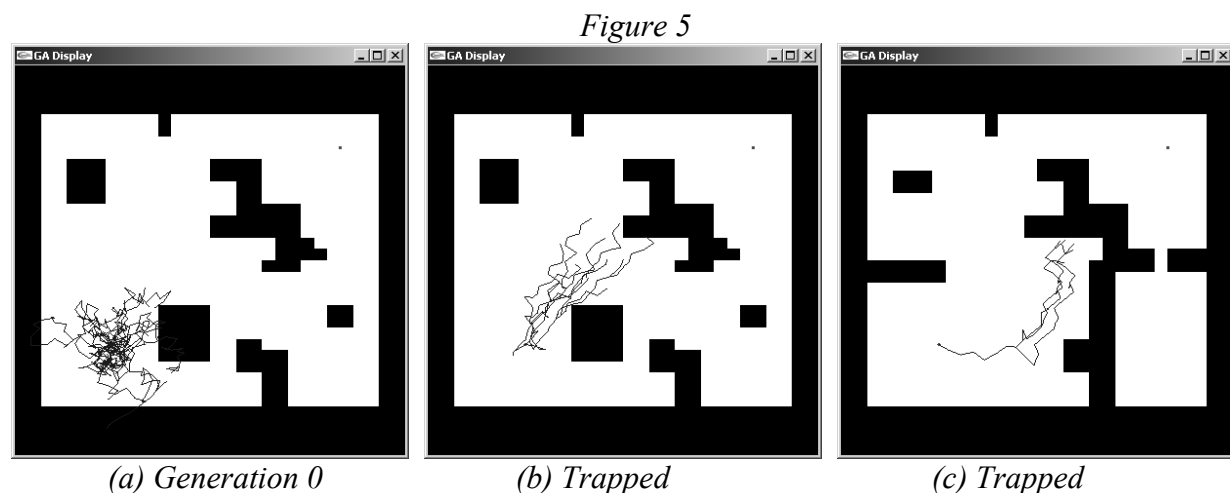 Figure 5
GA Display
GA Display
GA Display
(a) Generation 0
(b) Trapped
(c) Trapped